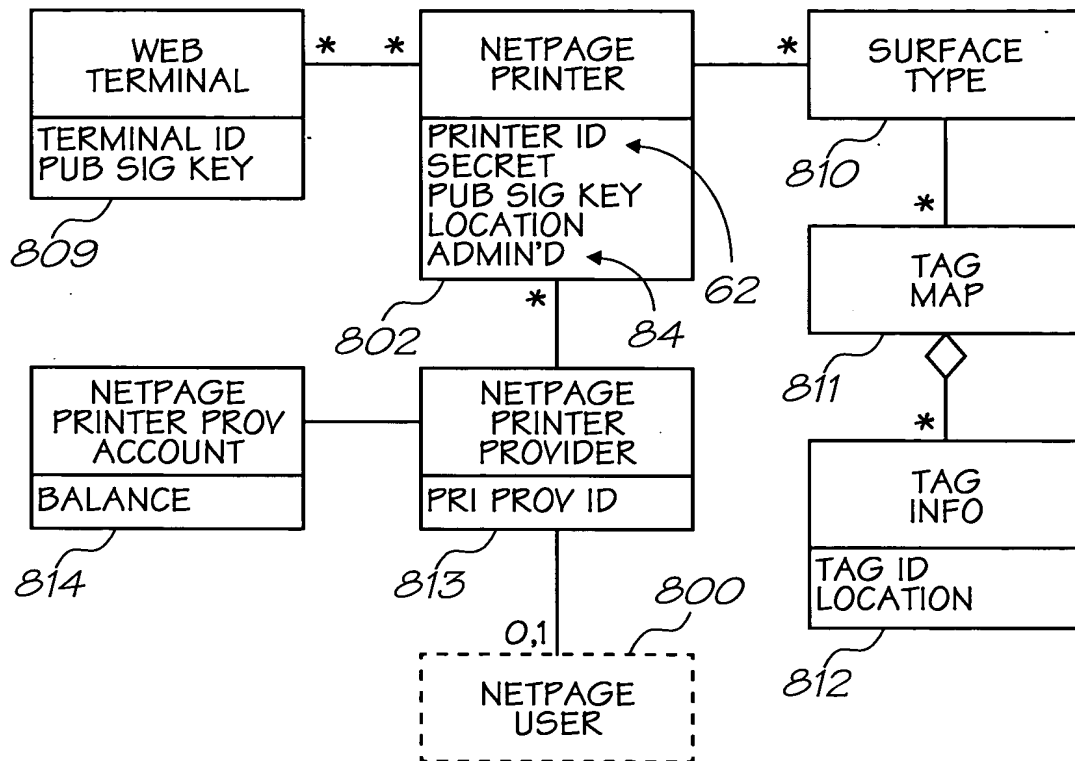 WEB
TERMINAL
TERMINAL ID
PUB SIG KEY
809
*
*
NETPAGE
PRINTER
PRINTER ID
SECRET
PUB SIG KEY
LOCATION
ADMIN'D
62
84
802
*
*
SURFACE
TYPE
810
*
TAG
MAP
811
*
TAG
INFO
TAG ID
LOCATION
812
NETPAGE
PRINTER PROV
ACCOUNT
BALANCE
814
NETPAGE
PRINTER
PROVIDER
PRI PROV ID
813
0,1
800
NETPAGE
USER